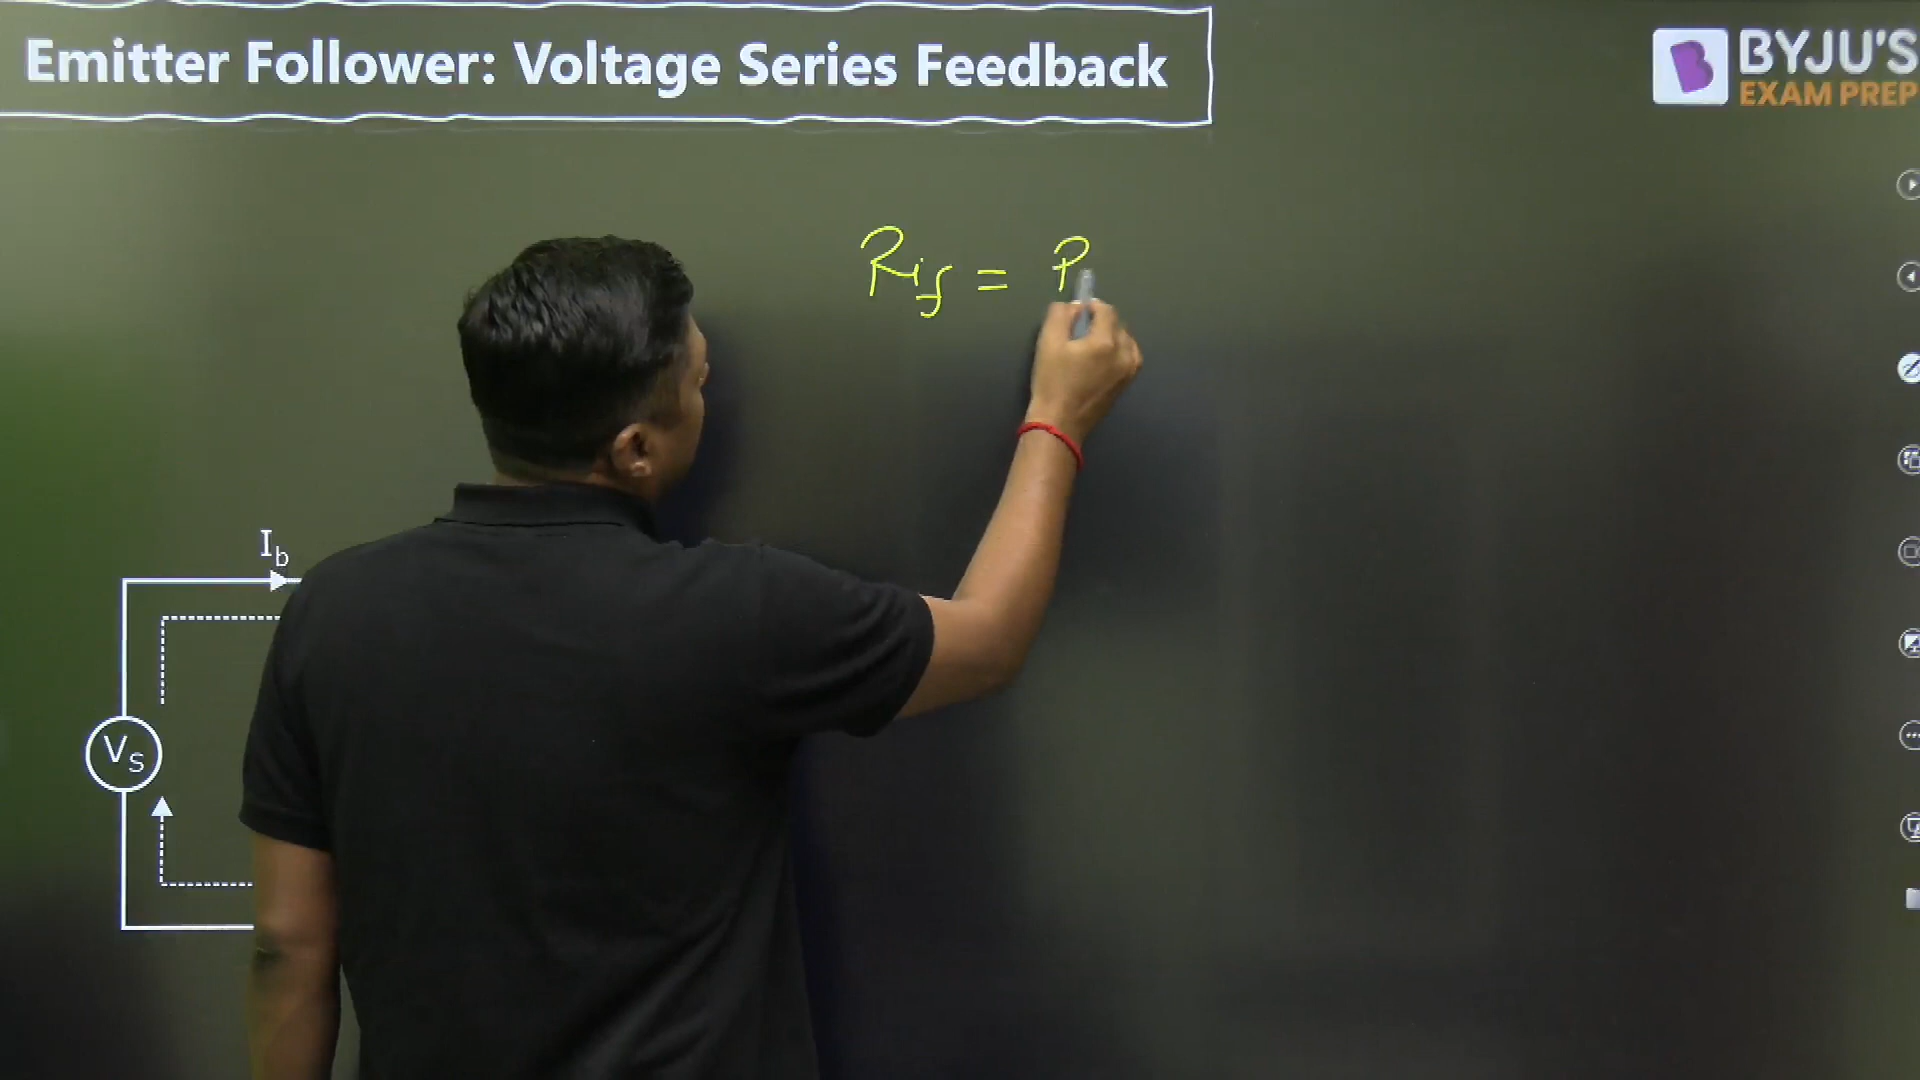 Emitter Follower: Voltage Series Feedback
BYJU'S
EXAM PREP
Rif =
Ib
VS